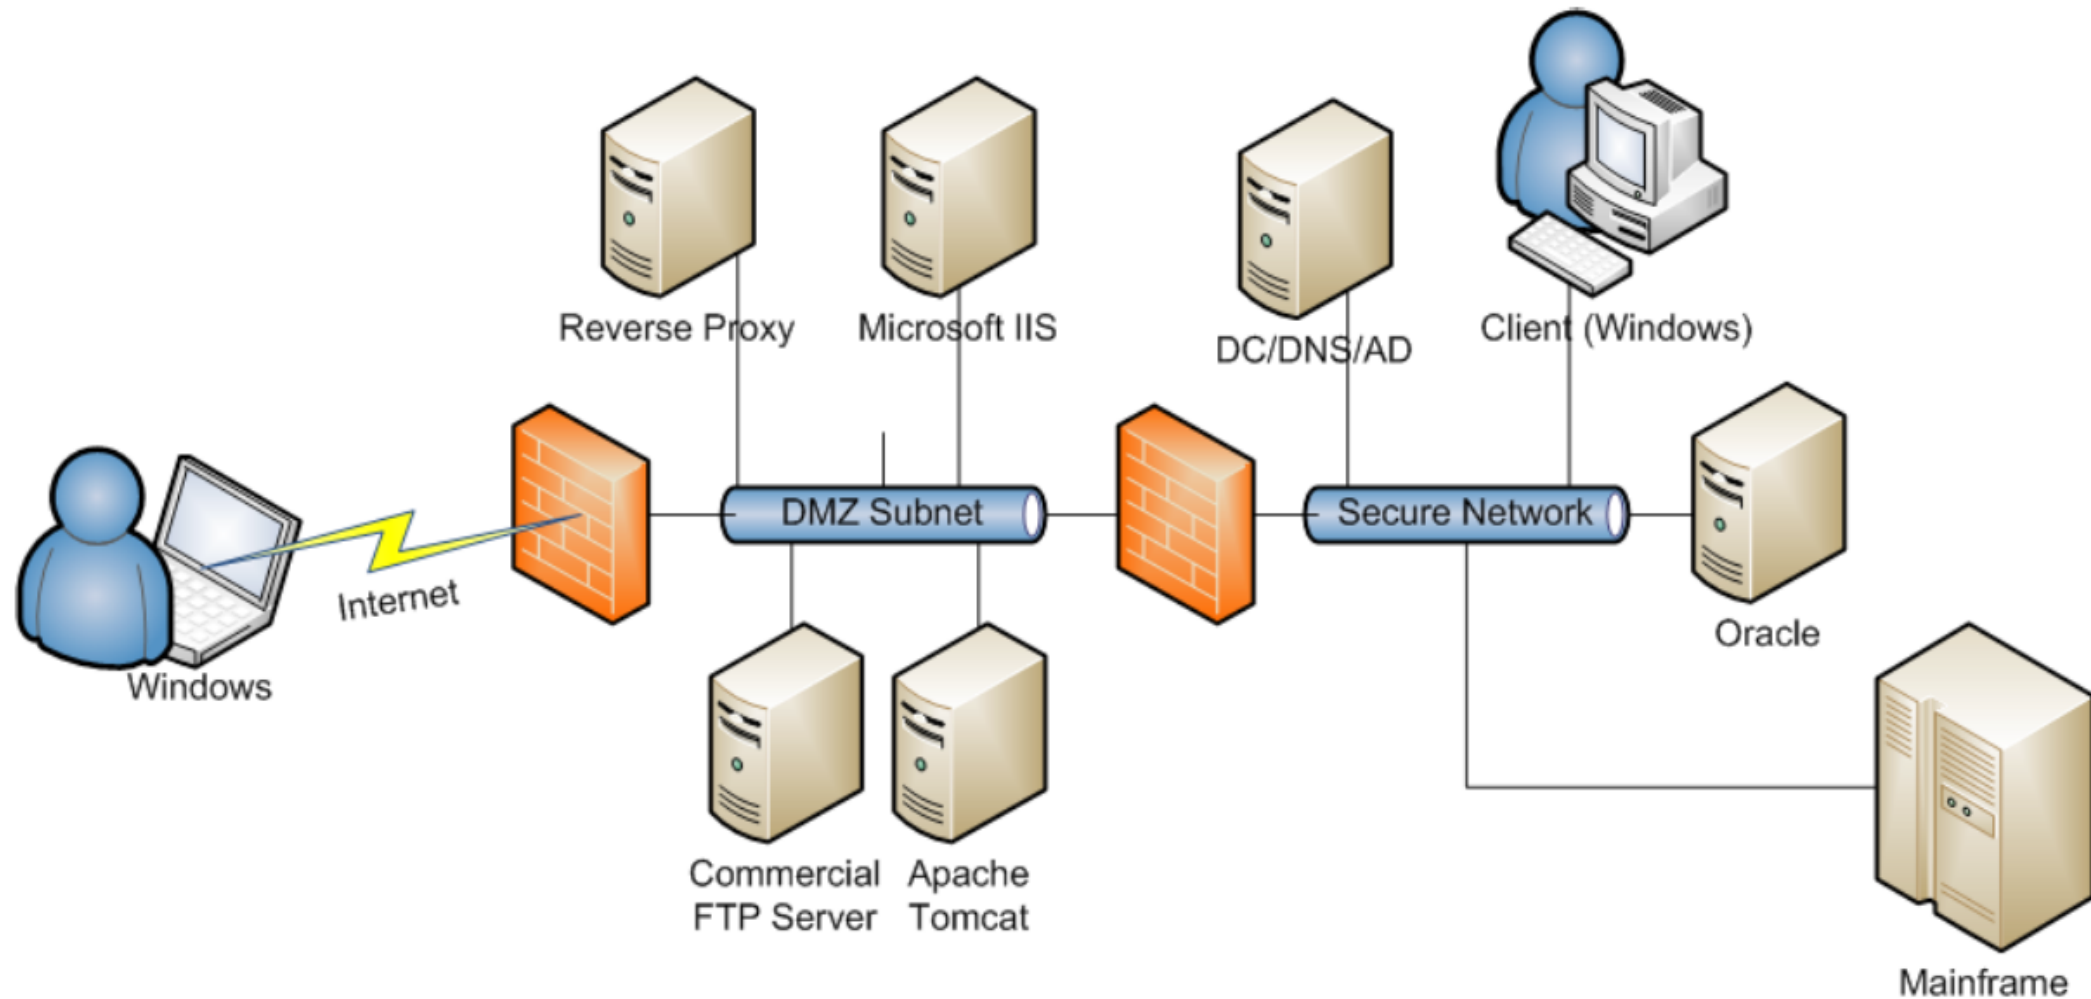 Reverse Proxy
Microsoft IIS
DC/DNS/AD
Client (Windows)
Internet
Windows
DMZ Subnet
Secure Network
Oracle
Commercial
FTP Server
Apache
Tomcat
Mainframe